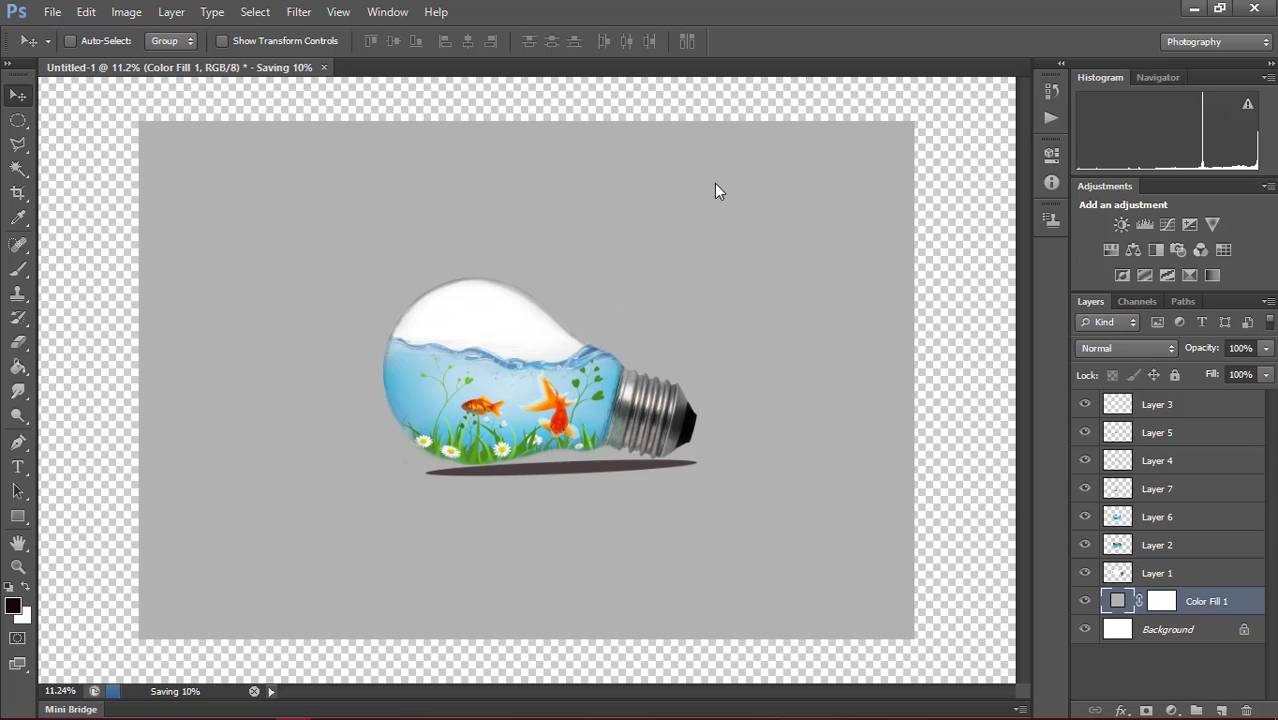 Ps File Edit Image Layer Type Select Filter View Window Help
Auto-Select: Group Show Transform Controls Photography
Untitled-1 @ 11.2% (Color Fill 1, RGB/8) * - Saving 10% ×
Histogram Navigator
Adjustments
Add an adjustment
Layers Channels Paths
Kind
Normal Opacity: 100%
Lock: Fill: 100%
Layer 3
Layer 5
Layer 4
Layer 7
Layer 6
Layer 2
Layer 1
Color Fill 1
Background
11.24% Saving 10%
Mini Bridge